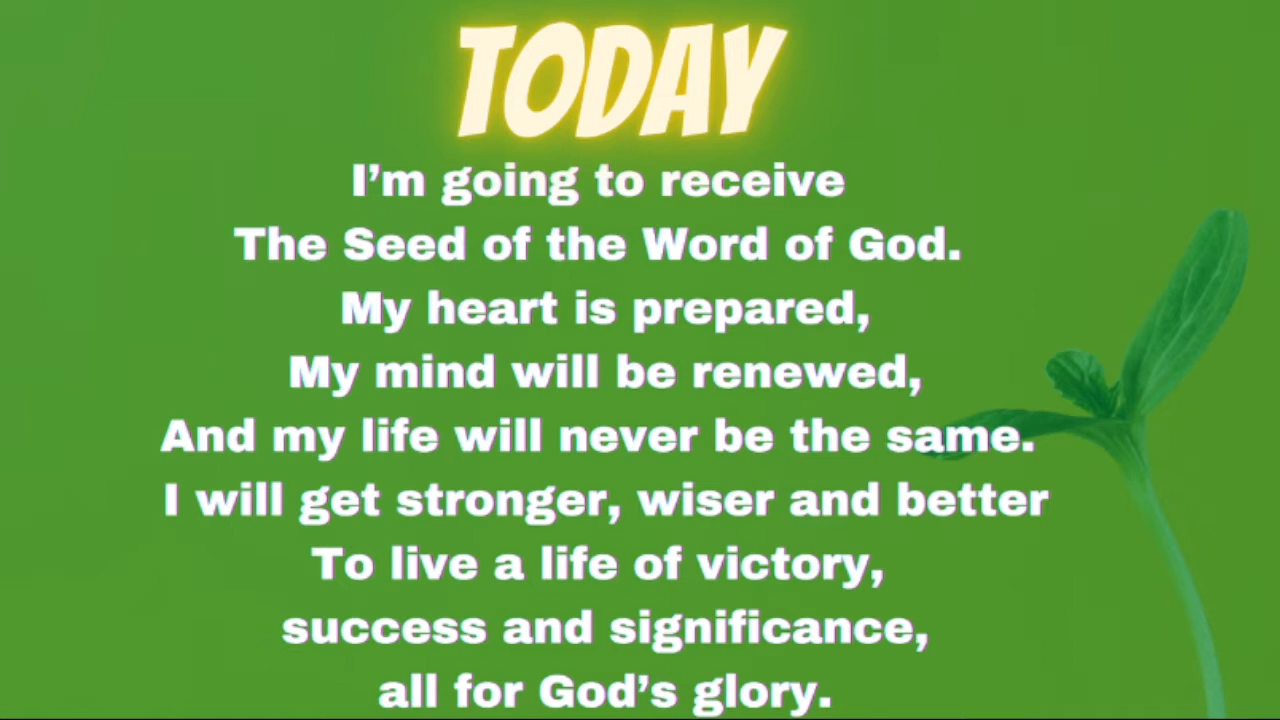 TODAY
I’m going to receive
The Seed of the Word of God.
My heart is prepared,
My mind will be renewed,
And my life will never be the same.
I will get stronger, wiser and better
To live a life of victory,
success and significance,
all for God’s glory.